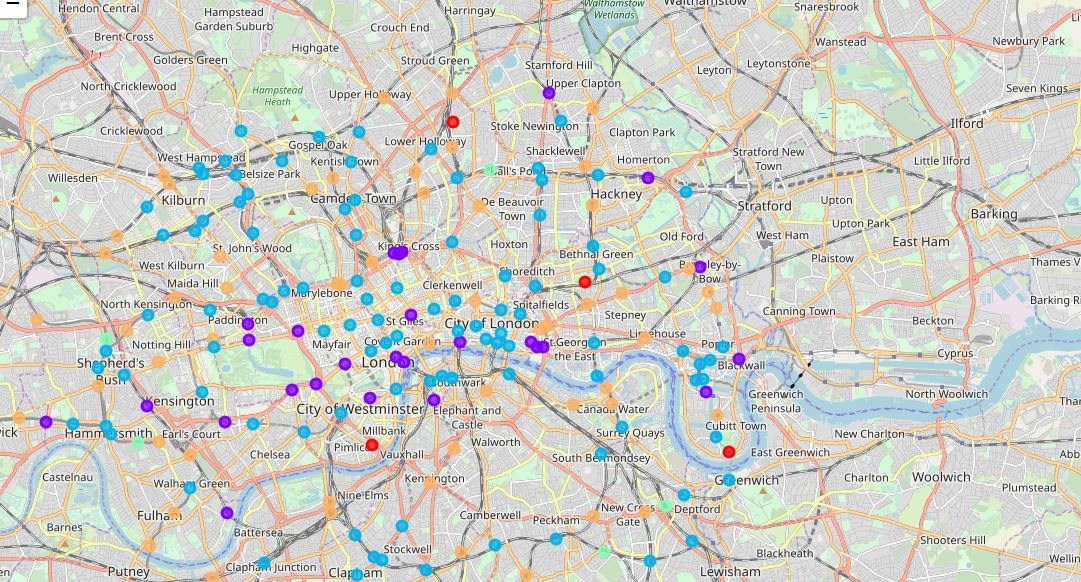 Hendon Central
Hampstead
Garden Suburb
Harringay
Walthamstow
Wetlands
Walthamstow
Snaresbrook
Brent Cross
Crouch End
Wanstead
Newbury Park
Highgate
Golders Green
Stroud Green
Stamford Hill
Leyton
Leytonstone
North Cricklewood
Hampstead
Heath
Upper Holloway
Upper Clapton
Seven Kings
Cricklewood
Gospel Oak
Lower Holloway
Stoke Newington
Clapton Park
Ilford
West Hampstead
Kentish Town
Shacklewell
Homerton
Stratford New
Town
Little Ilford
Willesden
Belsize Park
Ball's Pond
Hackney
Kilburn
Camden Town
De Beauvoir
Town
Stratford
Upton
Barking
St. John's Wood
King's Cross
Hoxton
Old Ford
West Ham
Upton Park
East Ham
West Kilburn
Bethnal Green
Bromley-by-
Bow
Plaistow
Thames V
Maida Hill
Marylebone
Clerkenwell
Shoreditch
North Kensington
Spitalfields
Stepney
Canning Town
Barking Ri
Paddington
St Giles
City of London
Beckton
Notting Hill
Mayfair
Covent Garden
St George in
the East
Limehouse
Poplar
Shepherd's
Bush
London
Blackwall
Cyprus
Kensington
Southwark
Greenwich
Peninsula
North Woolwich
City of Westminster
Elephant and
Castle
Canada Water
Hammersmith
Earl's Court
Millbank
Surrey Quays
Cubitt Town
New Charlton
Chelsea
Pimlico
Vauxhall
Walworth
South Bermondsey
East Greenwich
Castelnau
Walham Green
Kennington
Greenwich
Charlton
Woolwich
Plumstead
Nine Elms
New Cross
Gate
Deptford
Barnes
Fulham
Battersea
Camberwell
Peckham
Shooters Hill
Stockwell
Blackheath
Putney
Clapham Junction
Clapham
Lewisham